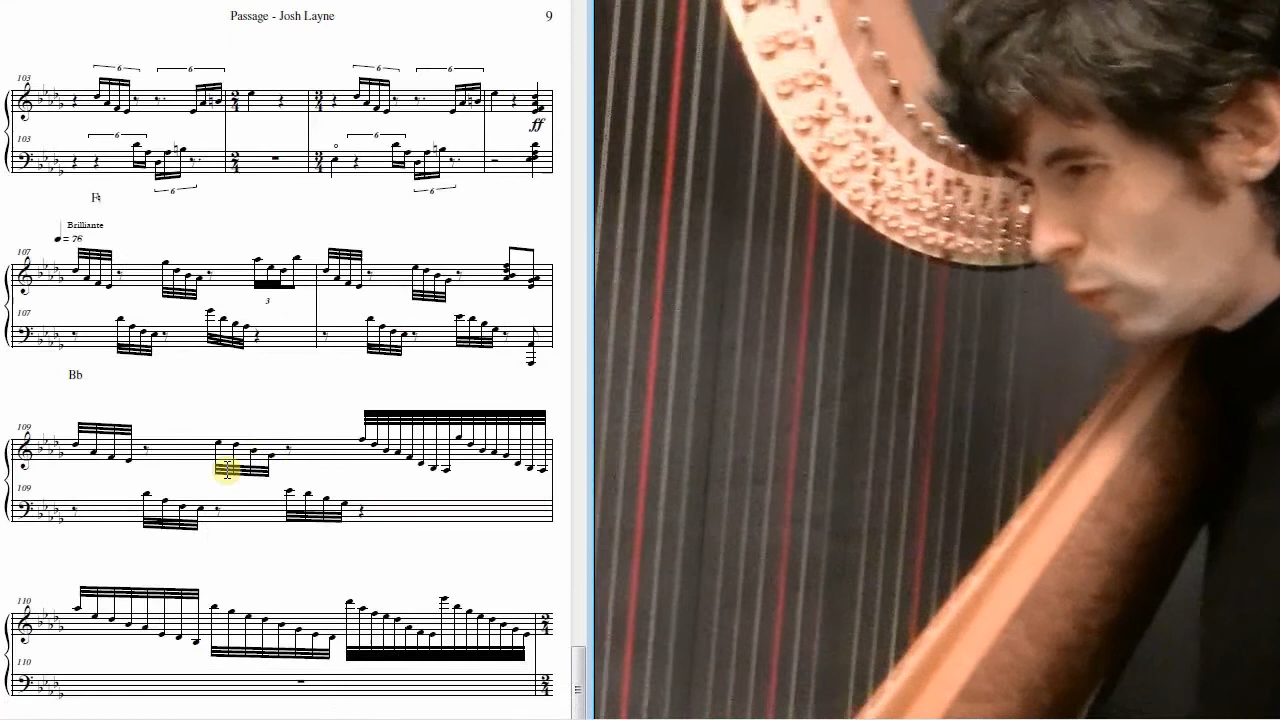 Passage - Josh Layne 9
103
6 6 6 6
ff
103
6 6
6 6
F♮
Brilliante
= 76
107
3
107
Bb
109
109
110
110